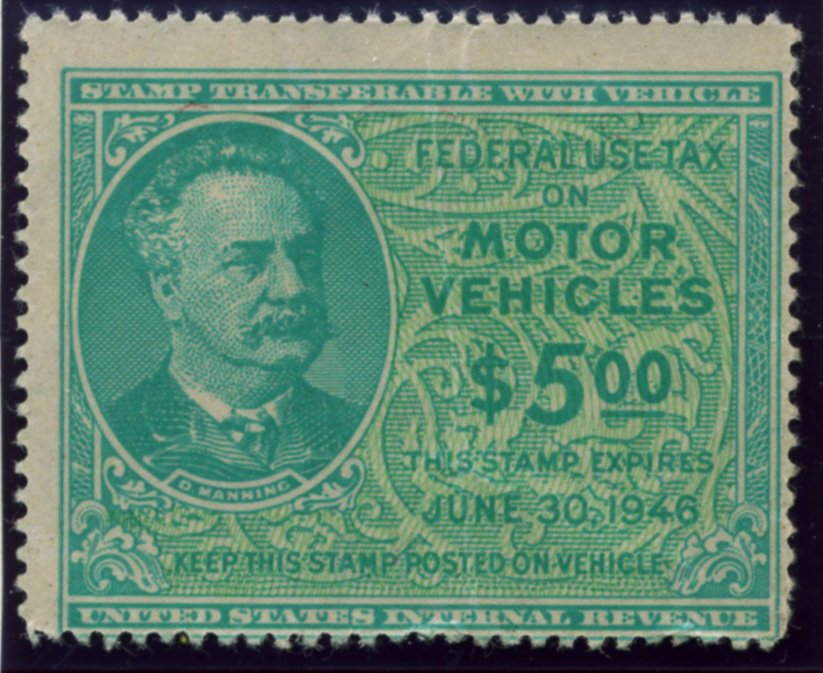 STAMP TRANSFERABLE WITH VEHICLE
FEDERAL USE TAX
ON
MOTOR
VEHICLES
$5.00
THIS STAMP EXPIRES
JUNE 30, 1946
D MANNING
KEEP THIS STAMP POSTED ON VEHICLE
UNITED STATES INTERNAL REVENUE